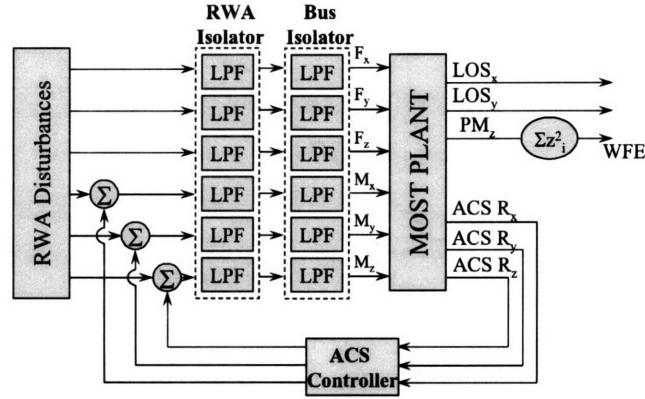 RWA Isolator
Bus Isolator
RWA Disturbances
LPF
LPF
F_x
LPF
LPF
F_y
LPF
LPF
F_z
Σ
LPF
LPF
M_x
Σ
LPF
LPF
M_y
Σ
LPF
LPF
M_z
MOST PLANT
LOS_x
LOS_y
PM_z
Σz²_i
WFE
ACS R_x
ACS R_y
ACS R_z
ACS
Controller